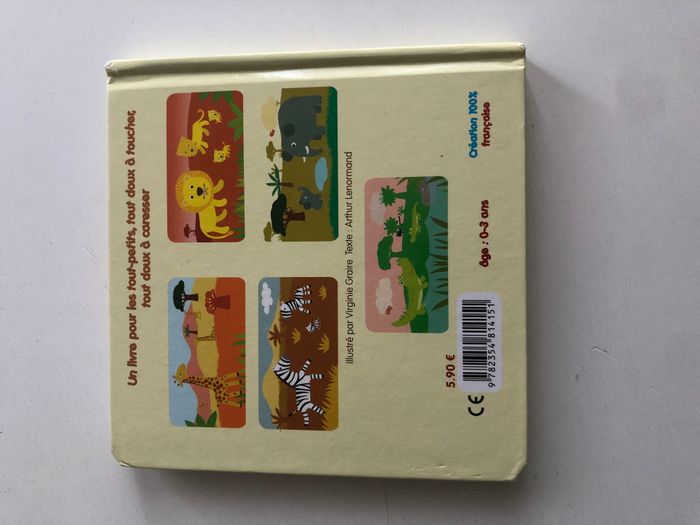 Un livre pour les tout-petits, tout doux à toucher,
tout doux à caresser
illustré par Virginie Graire Texte : Arthur Lenormand
5.90 €
9 782354 814151
CE
âge : 0-3 ans
Création 100%
française